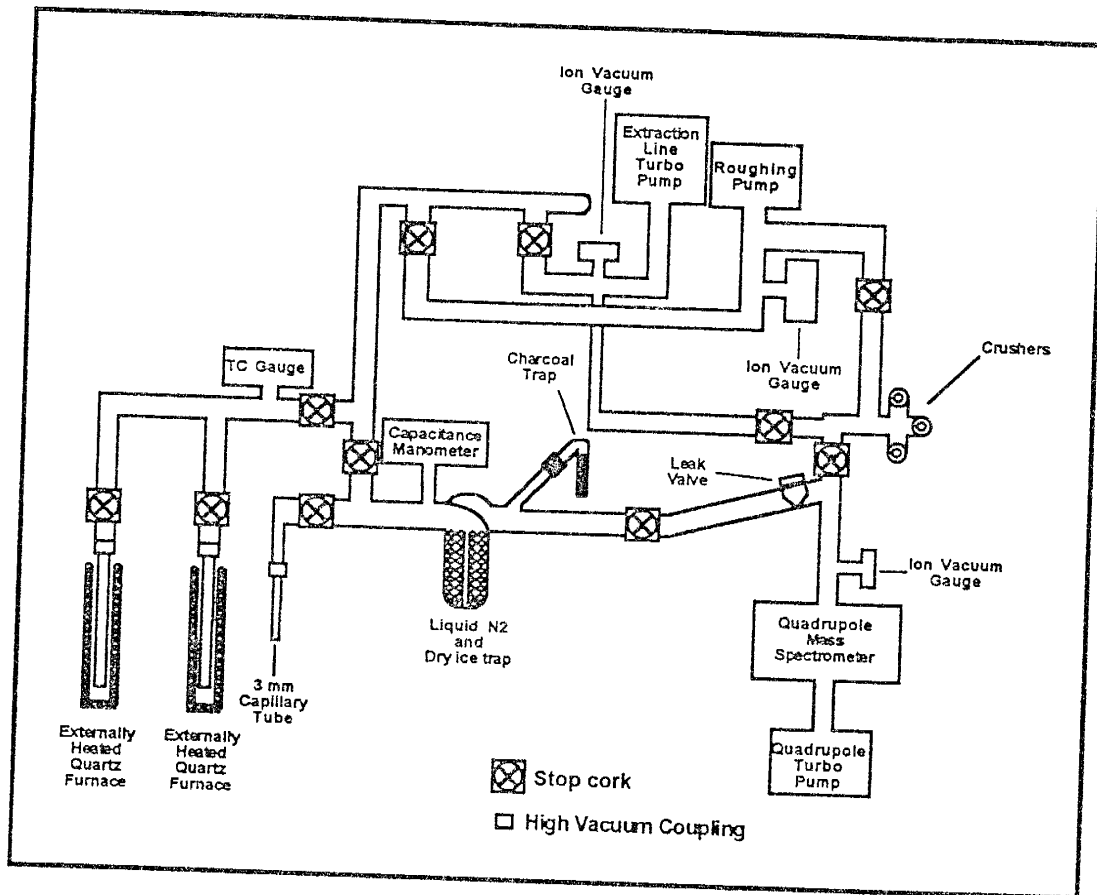 Ion Vacuum
Gauge
Extraction
Line
Turbo
Pump
Roughing
Pump
TC Gauge
Charcoal
Trap
Ion Vacuum
Gauge
Crushers
Capacitance
Manometer
Leak
Valve
Ion Vacuum
Gauge
Liquid N2
and
Dry ice trap
Quadrupole
Mass
Spectrometer
3 mm
Capillary
Tube
Externally
Heated
Quartz
Furnace
Externally
Heated
Quartz
Furnace
Quadrupole
Turbo
Pump
Stop cork
High Vacuum Coupling